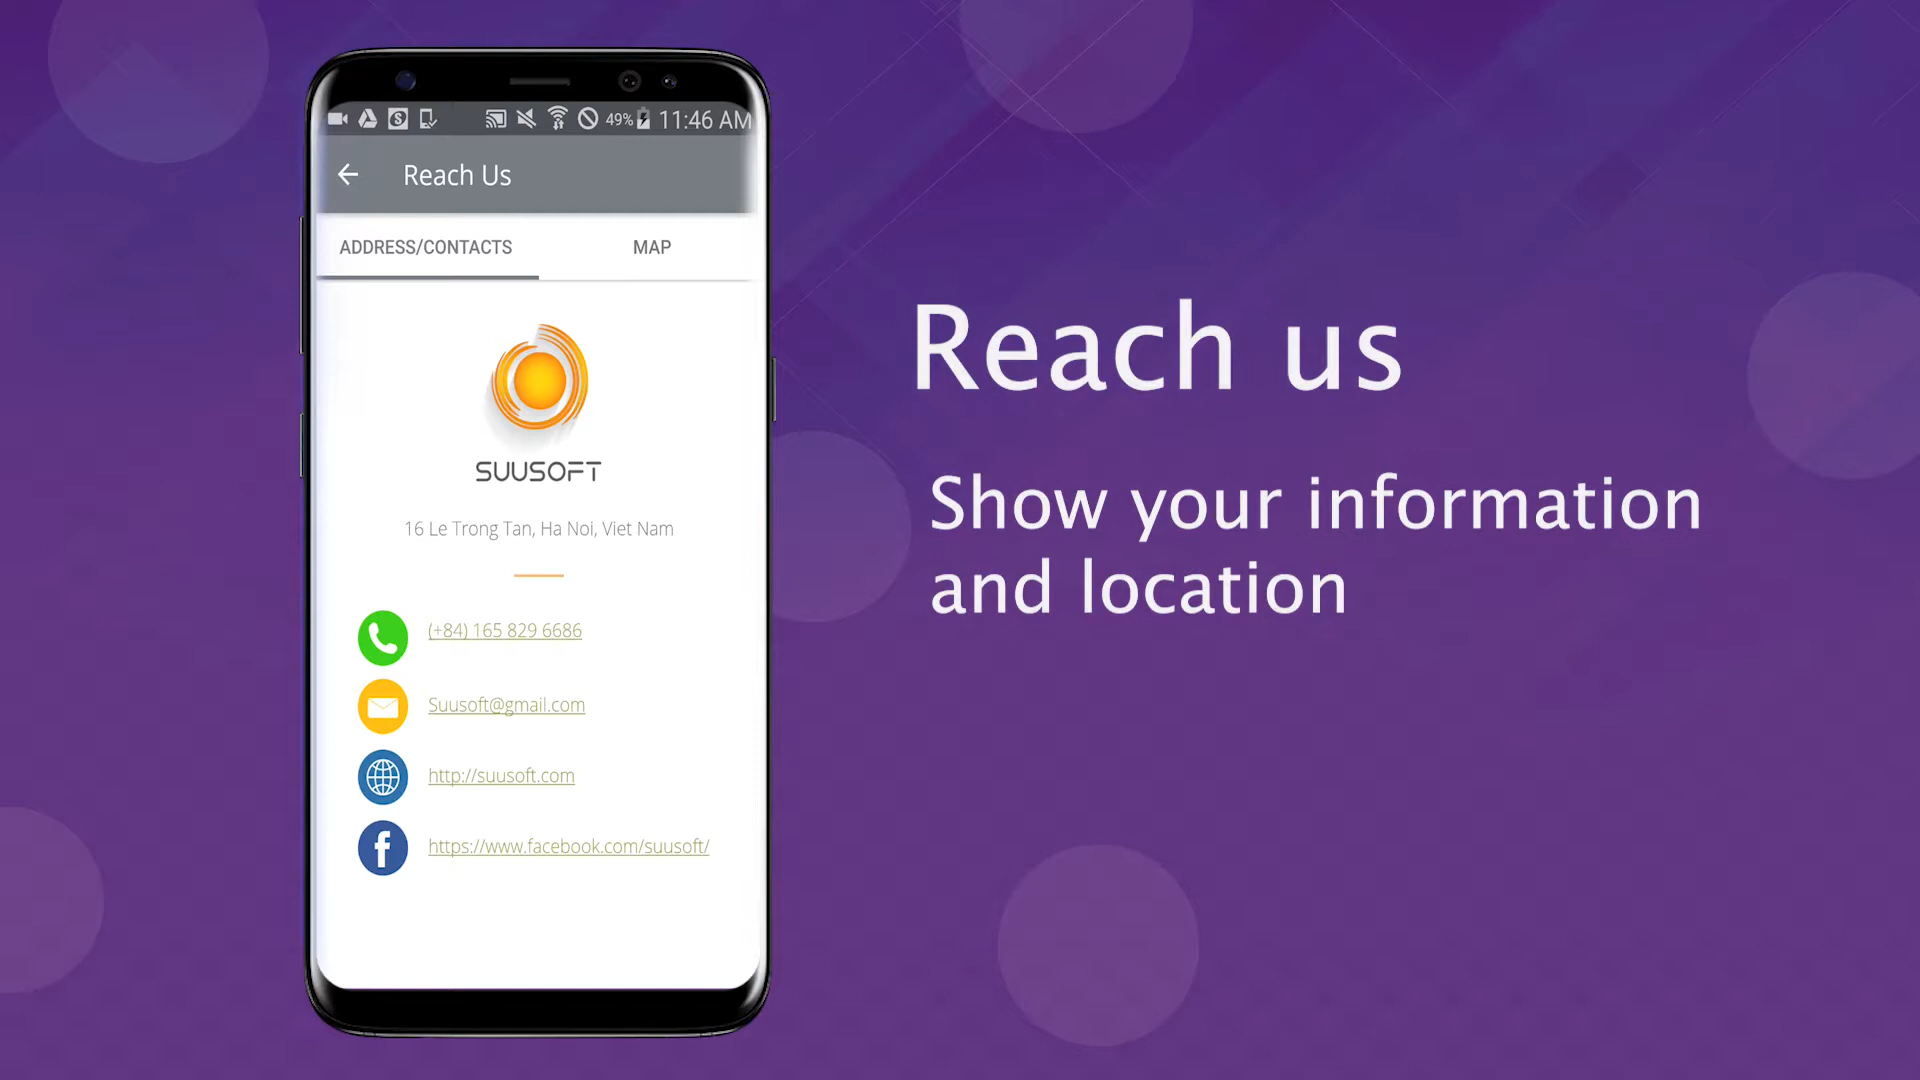 49% 11:46 AM
Reach Us
ADDRESS/CONTACTS MAP
SUUSOFT
16 Le Trong Tan, Ha Noi, Viet Nam
(+84) 165 829 6686
Suusoft@gmail.com
http://suusoft.com
https://www.facebook.com/suusoft/
Reach us
Show your information
and location